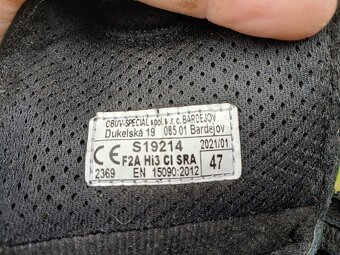 OBUV-ŠPECIÁL spol. s r. o. BARDEJOV
Dukelská 19 085 01 Bardejov
CE S19214 2021/01
F2A Hi3 CI SRA 47
2369 EN 15090:2012